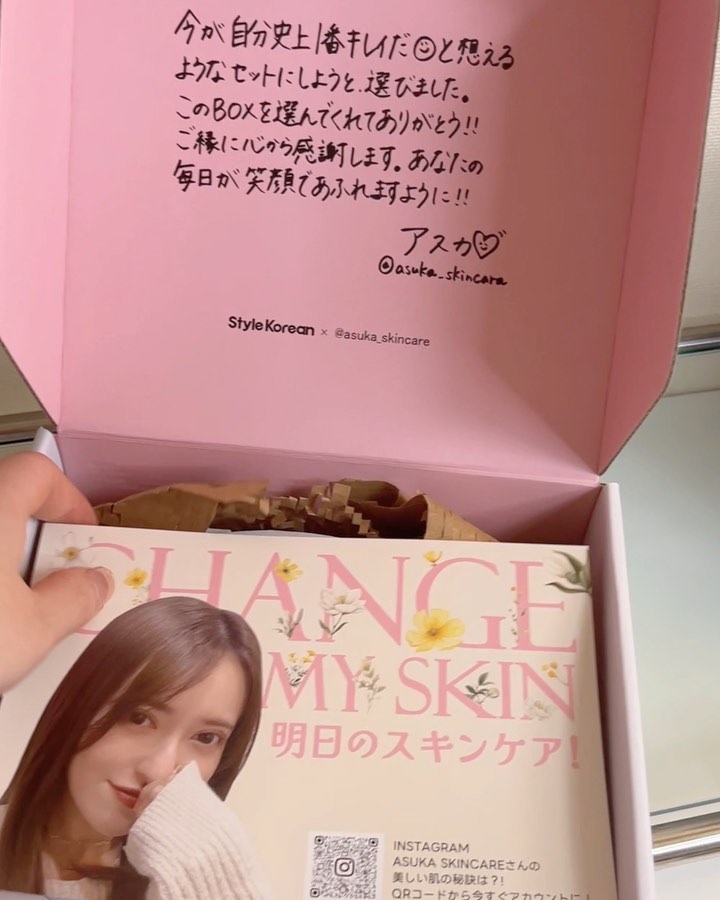 今が自分史上1番キレイだ☺と想える
ようなセットにしようと、選びました。
このBOXを選んでくれてありがとう!!
ご縁に心から感謝します。あなたの
毎日が笑顔であふれますように!!
アスカ♡
@asuka_skincara
StyleKorean × @asuka_skincare
CHANGE
MY SKIN
明日のスキンケア!
INSTAGRAM
ASUKA SKINCAREさんの
美しい肌の秘訣は?!
QRコードから今すぐアカウントに!